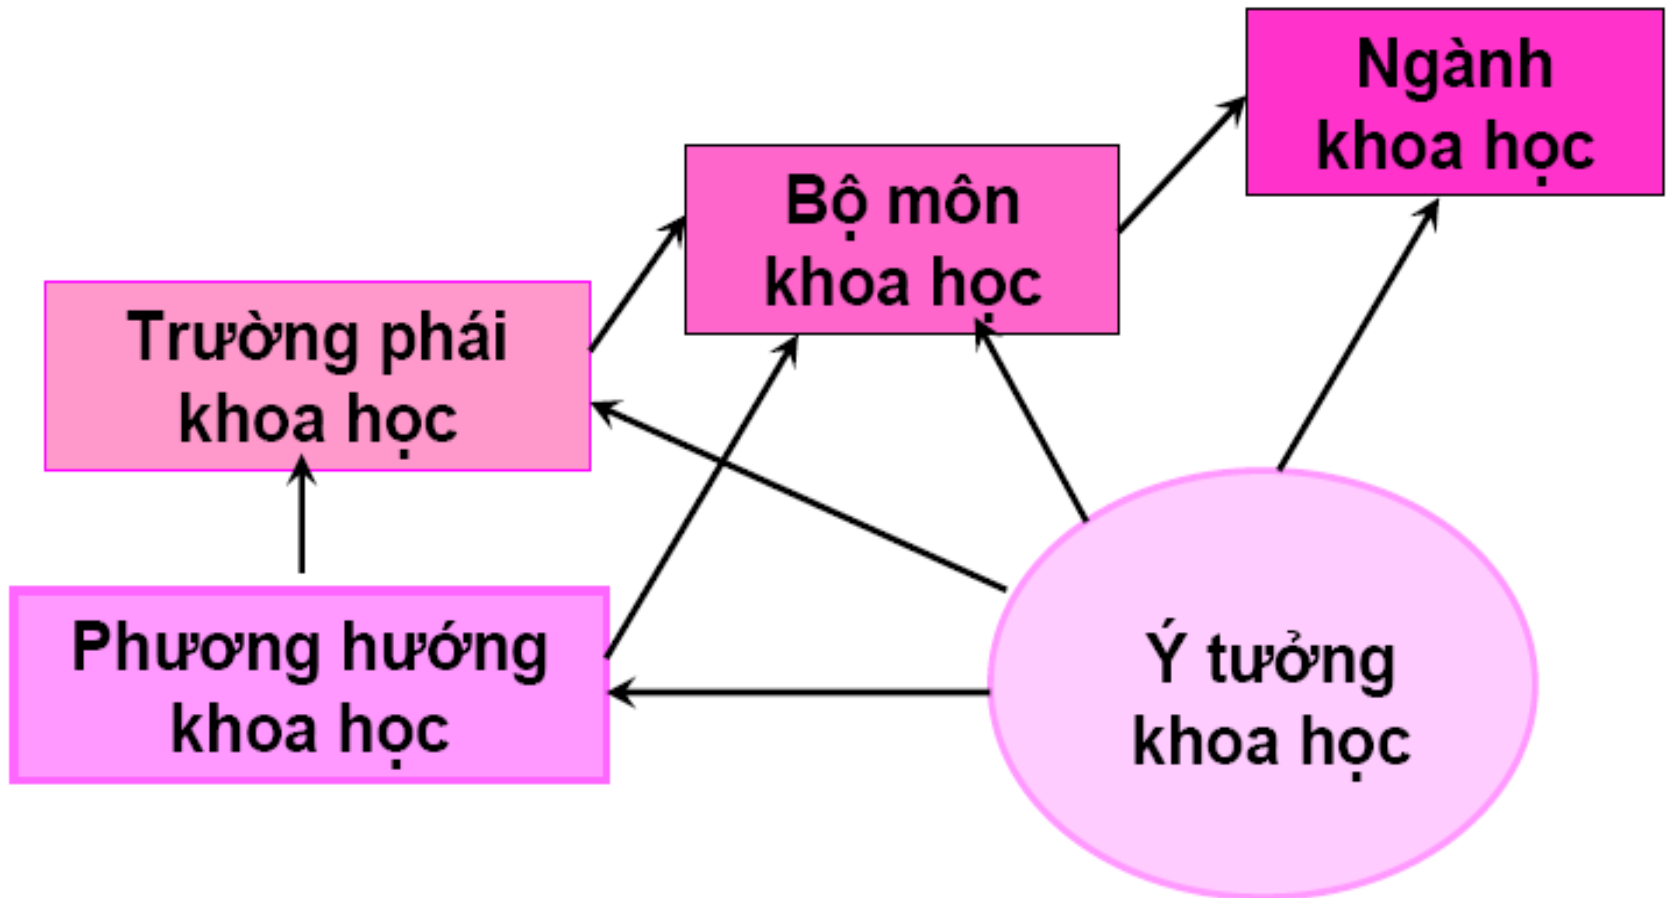 Ngành
khoa học
Bộ môn
khoa học
Trường phái
khoa học
Phương hướng
khoa học
Ý tưởng
khoa học